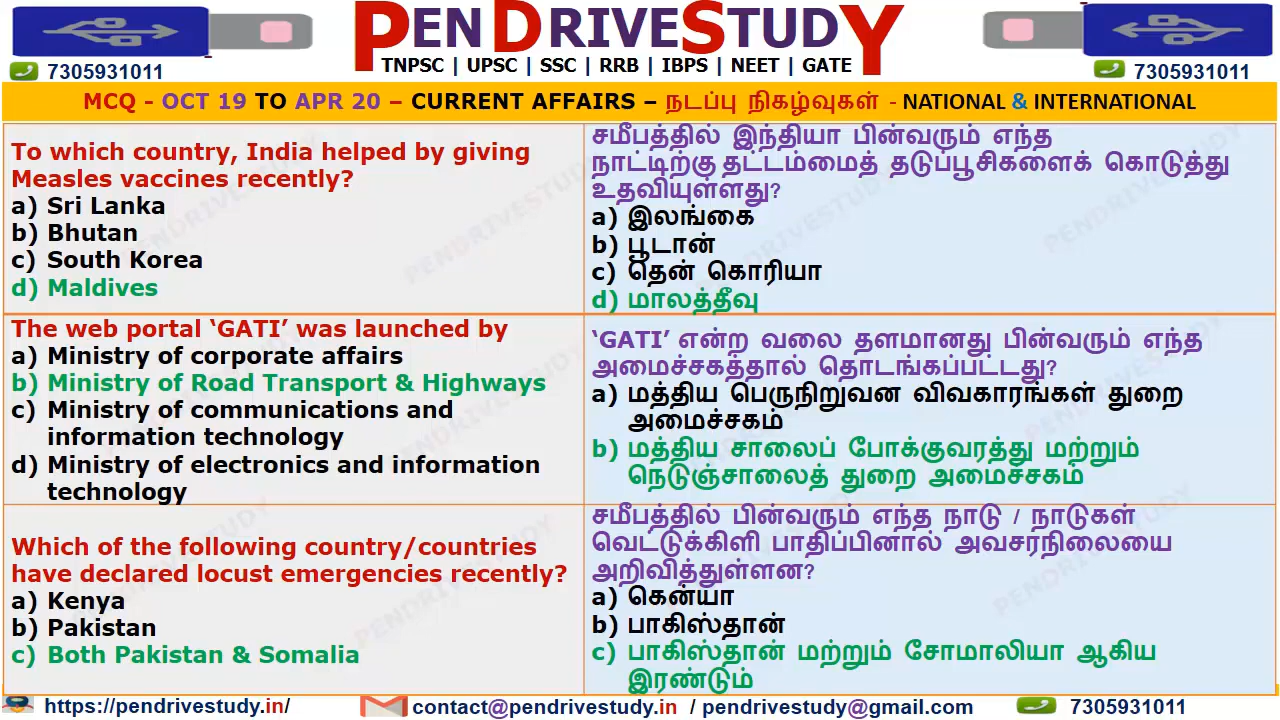 PENDRIVESTUDY
TNPSC | UPSC | SSC | RRB | IBPS | NEET | GATE
7305931011
7305931011
MCQ - OCT 19 TO APR 20 – CURRENT AFFAIRS – நடப்பு நிகழ்வுகள் - NATIONAL & INTERNATIONAL
To which country, India helped by giving
Measles vaccines recently?
a) Sri Lanka
b) Bhutan
c) South Korea
d) Maldives
சமீபத்தில் இந்தியா பின்வரும் எந்த
நாட்டிற்கு தட்டம்மைத் தடுப்பூசிகளைக் கொடுத்து
உதவியுள்ளது?
a) இலங்கை
b) பூடான்
c) தென் கொரியா
d) மாலத்தீவு
The web portal ‘GATI’ was launched by
a) Ministry of corporate affairs
b) Ministry of Road Transport & Highways
c) Ministry of communications and
information technology
d) Ministry of electronics and information
technology
‘GATI’ என்ற வலை தளமானது பின்வரும் எந்த
அமைச்சகத்தால் தொடங்கப்பட்டது?
a) மத்திய பெருநிறுவன விவகாரங்கள் துறை
அமைச்சகம்
b) மத்திய சாலைப் போக்குவரத்து மற்றும்
நெடுஞ்சாலைத் துறை அமைச்சகம்
Which of the following country/countries
have declared locust emergencies recently?
a) Kenya
b) Pakistan
c) Both Pakistan & Somalia
சமீபத்தில் பின்வரும் எந்த நாடு / நாடுகள்
வெட்டுக்கிளி பாதிப்பினால் அவசரநிலையை
அறிவித்துள்ளன?
a) கென்யா
b) பாகிஸ்தான்
c) பாகிஸ்தான் மற்றும் சோமாலியா ஆகிய
இரண்டும்
https://pendrivestudy.in/
contact@pendrivestudy.in / pendrivestudy@gmail.com
7305931011